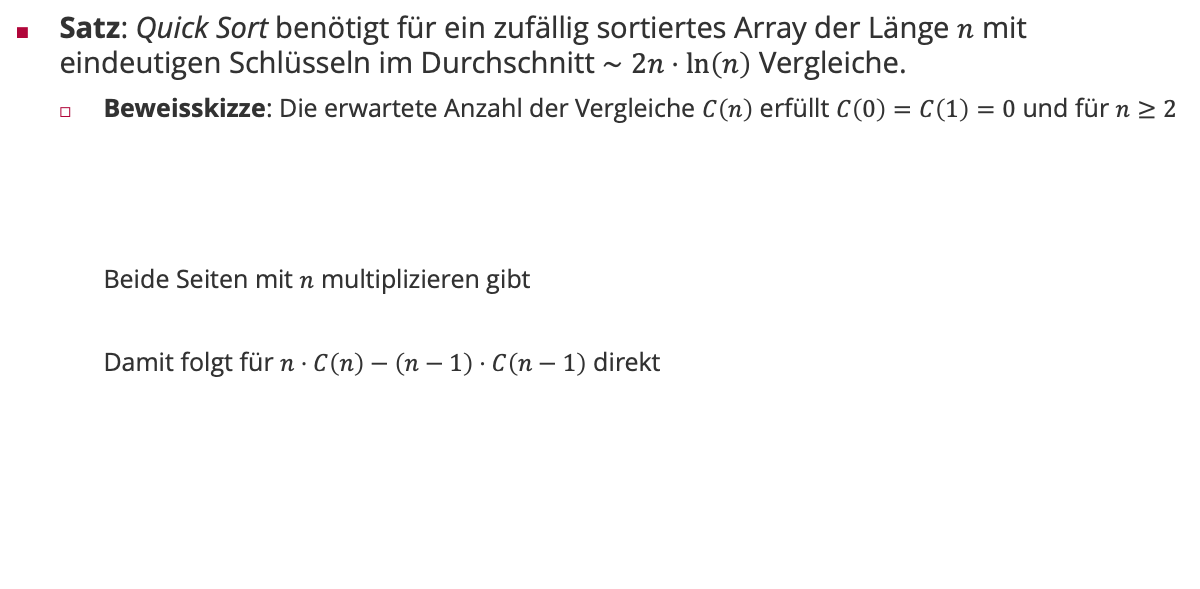 Satz: Quick Sort benötigt für ein zufällig sortiertes Array der Länge n mit
eindeutigen Schlüsseln im Durchschnitt ~ 2n · ln(n) Vergleiche.
Beweisskizze: Die erwartete Anzahl der Vergleiche C(n) erfüllt C(0) = C(1) = 0 und für n ≥ 2
Beide Seiten mit n multiplizieren gibt
Damit folgt für n · C(n) − (n − 1) · C(n − 1) direkt